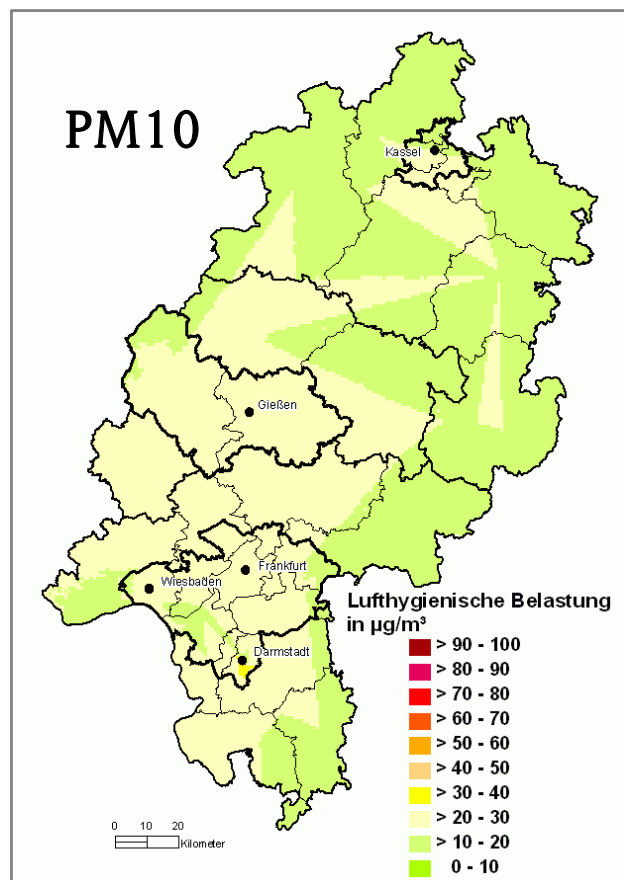 PM10
Kassel
Gießen
Frankfurt
Wiesbaden
Darmstadt
Lufthygienische Belastung
in µg/m³
> 90 - 100
> 80 - 90
> 70 - 80
> 60 - 70
> 50 - 60
> 40 - 50
> 30 - 40
> 20 - 30
> 10 - 20
0 - 10
0 10 20
Kilometer